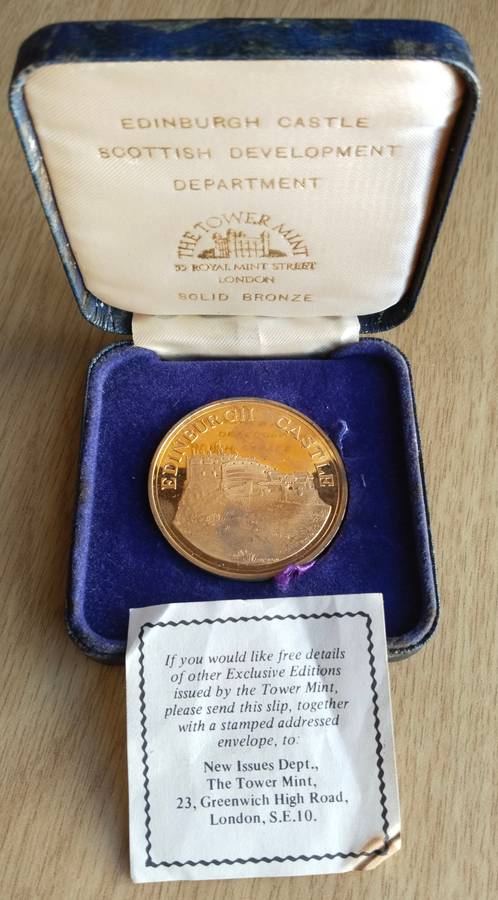 EDINBURGH CASTLE
SCOTTISH DEVELOPMENT
DEPARTMENT
THE TOWER MINT
55 ROYAL MINT STREET
LONDON
SOLID BRONZE
EDINBURGH CASTLE
If you would like free details
of other Exclusive Editions
issued by the Tower Mint,
please send this slip, together
with a stamped addressed
envelope, to:
New Issues Dept.,
The Tower Mint,
23, Greenwich High Road,
London, S.E.10.